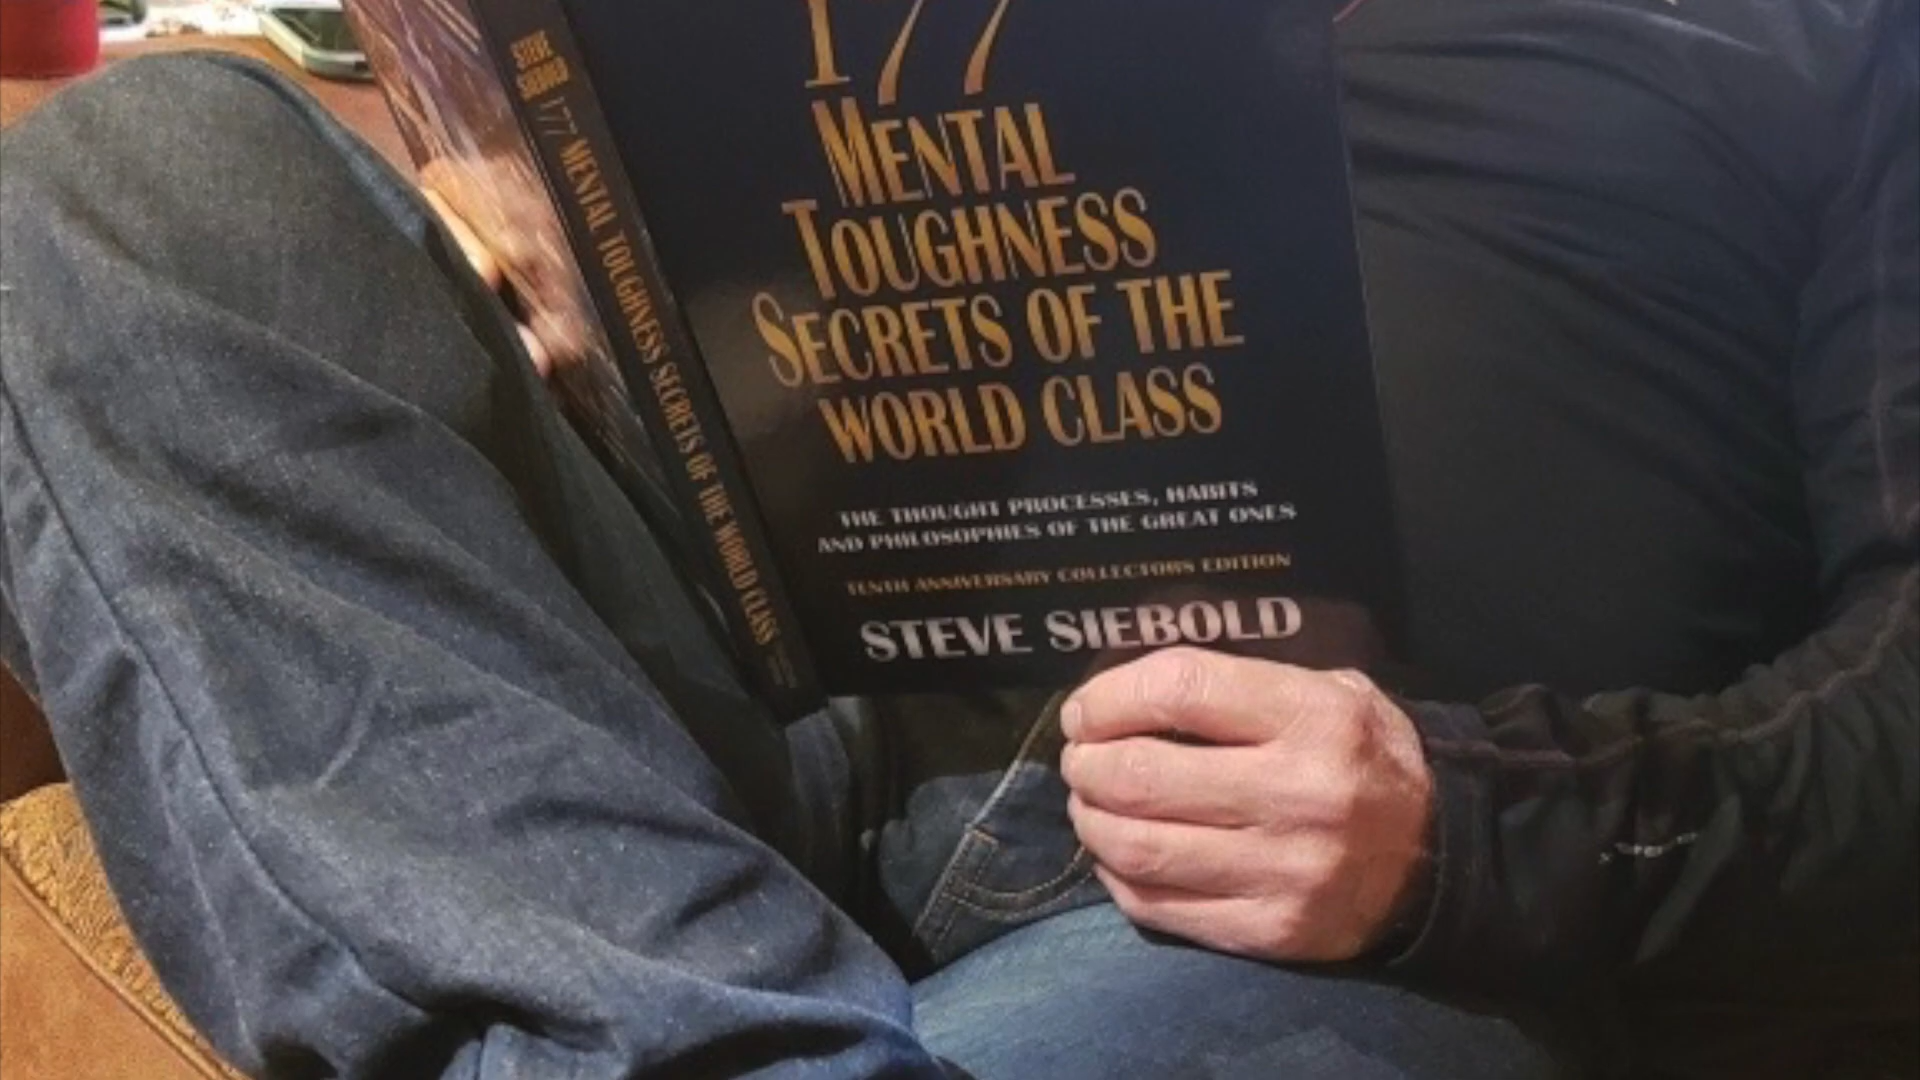 177
MENTAL
TOUGHNESS
SECRETS OF THE
WORLD CLASS
THE THOUGHT PROCESSES, HABITS
AND PHILOSOPHIES OF THE GREAT ONES
TENTH ANNIVERSARY COLLECTORS EDITION
STEVE SIEBOLD
STEVE
SIEBOLD
177 MENTAL TOUGHNESS SECRETS OF THE WORLD CLASS